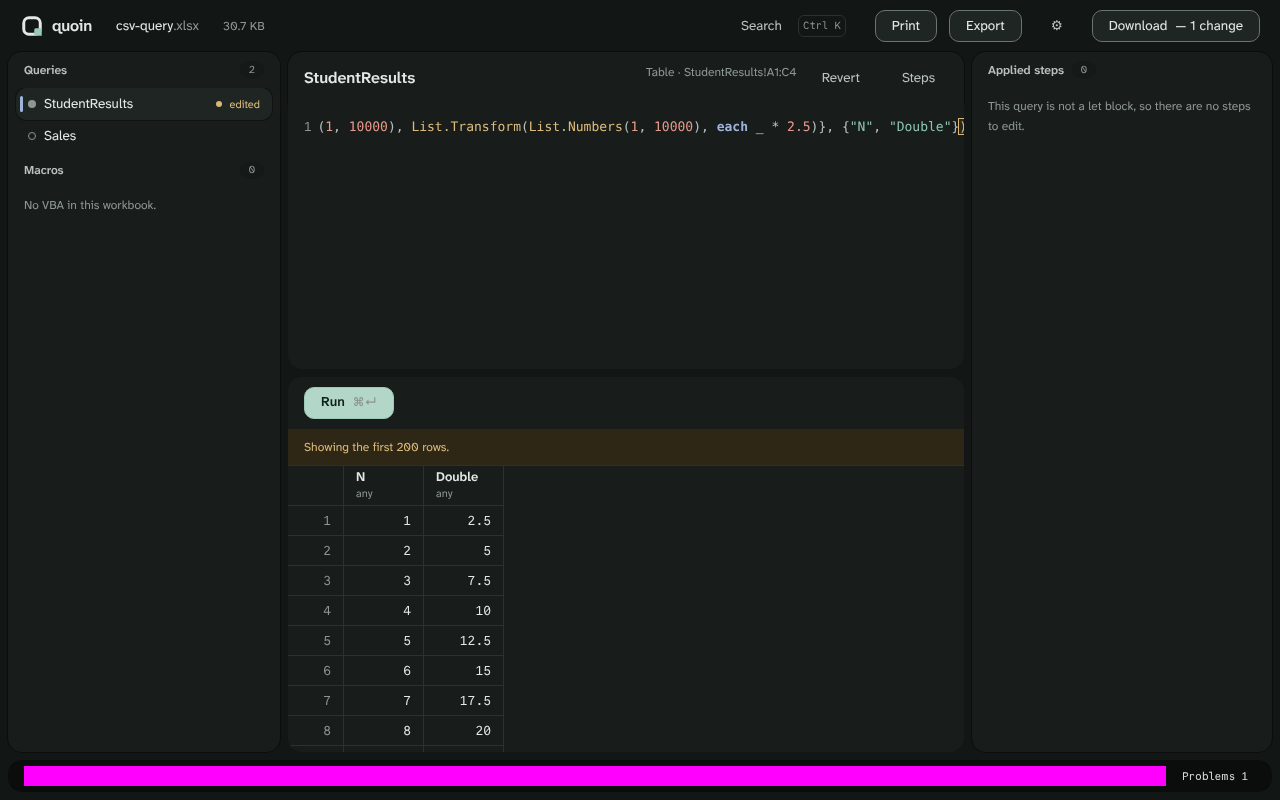 quoin csv-query.xlsx 30.7 KB Search Ctrl K Print Export ⚙ Download — 1 change
Queries 2
StudentResults edited
Sales
Macros 0
No VBA in this workbook.
StudentResults Table · StudentResults!A1:C4 Revert Steps
1 (1, 10000), List.Transform(List.Numbers(1, 10000), each _ * 2.5)}, {"N", "Double"})
Run ⌘↵
Showing the first 200 rows.
N Double
any any
1 1 2.5
2 2 5
3 3 7.5
4 4 10
5 5 12.5
6 6 15
7 7 17.5
8 8 20
Applied steps 0
This query is not a let block, so there are no steps
to edit.
Problems 1